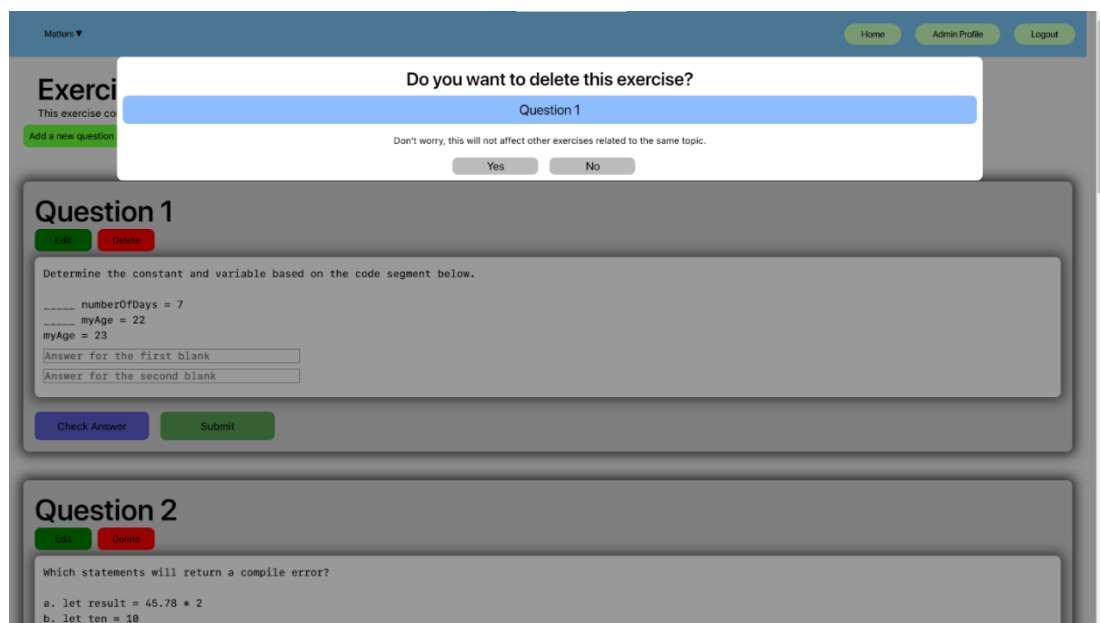 Matters ▼
Home
Admin Profile
Logout
Do you want to delete this exercise?
Question 1
Don't worry, this will not affect other exercises related to the same topic.
Yes
No
Exerci
This exercise co
Add a new question
Question 1
Edit
Delete
Determine the constant and variable based on the code segment below.
_____ numberOfDays = 7
_____ myAge = 22
myAge = 23
Answer for the first blank
Answer for the second blank
Check Answer
Submit
Question 2
Edit
Delete
Which statements will return a compile error?
a. let result = 45.78 * 2
b. let ten = 10